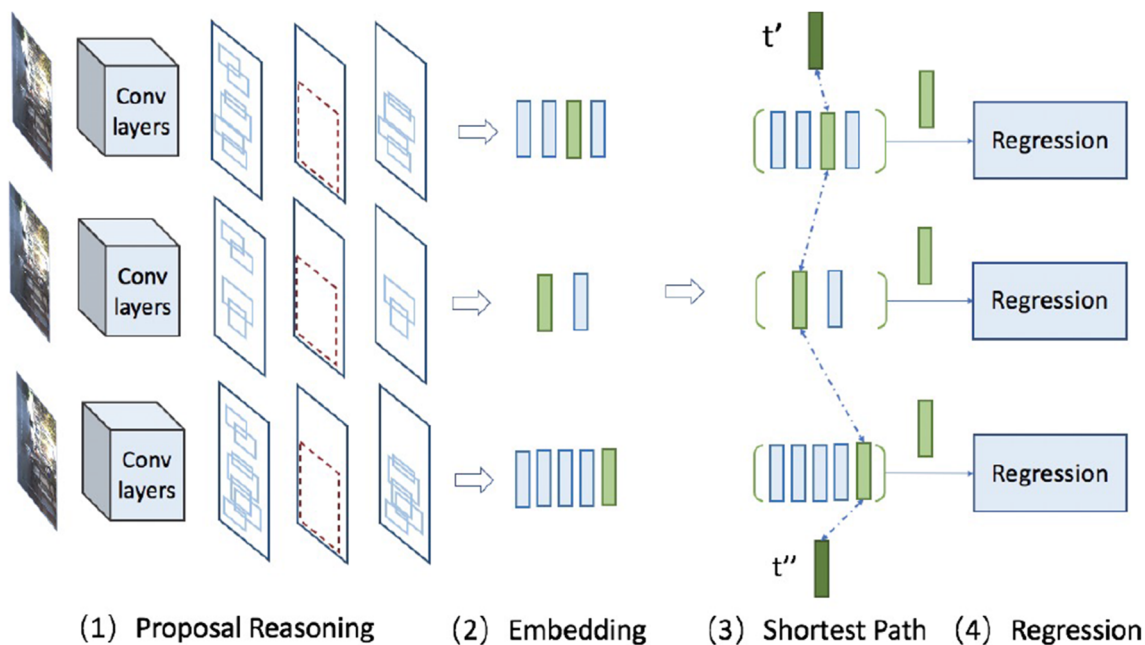 t′
Conv
layers
Regression
Conv
layers
Regression
Conv
layers
Regression
t′′
(1) Proposal Reasoning
(2) Embedding
(3) Shortest Path
(4) Regression